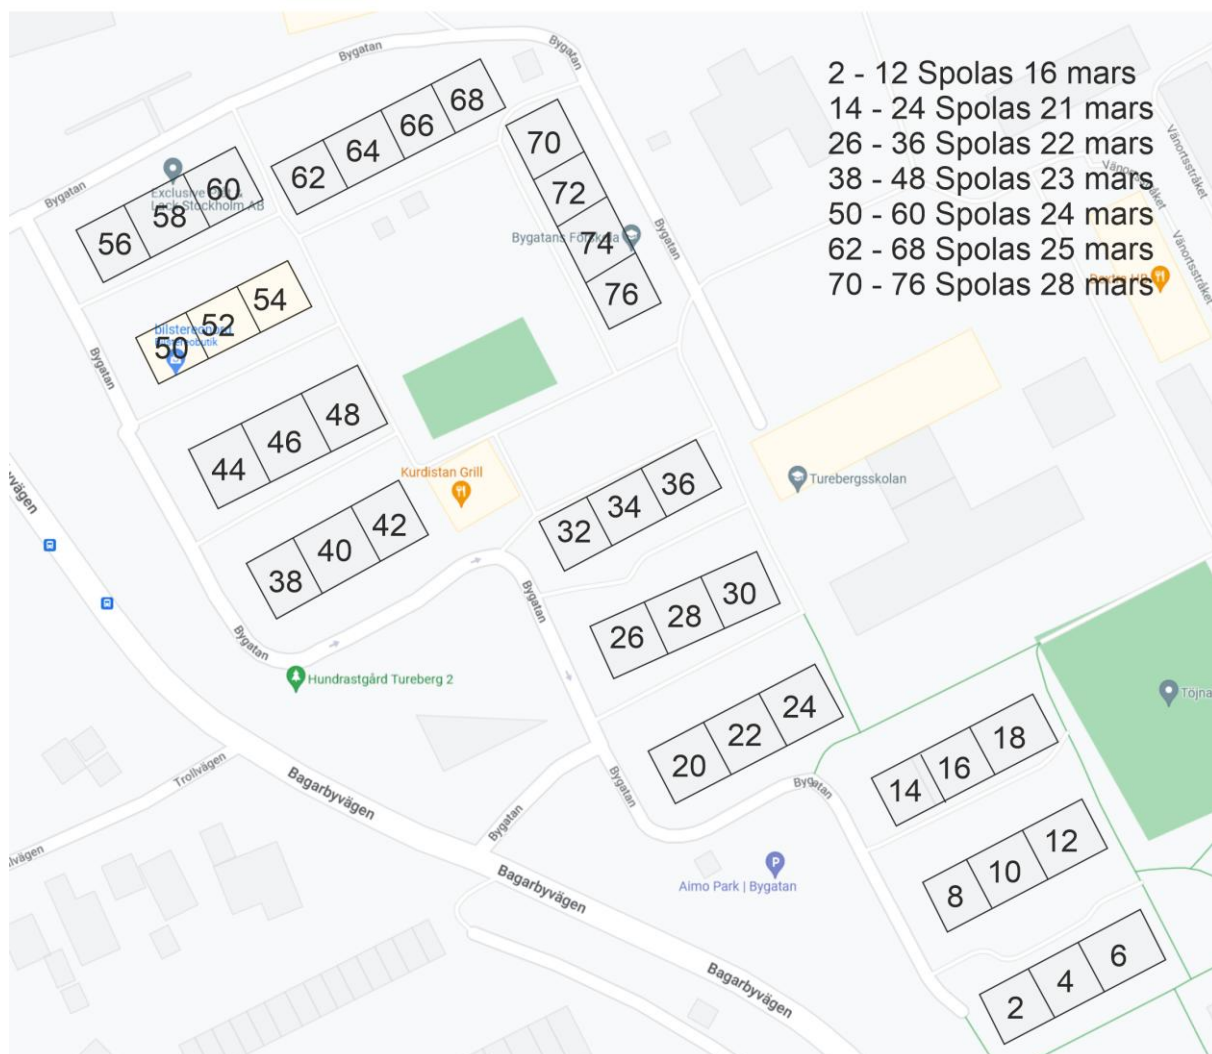 Bygatan
Bygatan
2 - 12 Spolas 16 mars
14 - 24 Spolas 21 mars
26 - 36 Spolas 22 mars
38 - 48 Spolas 23 mars
50 - 60 Spolas 24 mars
62 - 68 Spolas 25 mars
70 - 76 Spolas 28 mars
Vänortsstråket
Vänortsstråket
Vänortsstråket
62 64 66 68
70
72
74
76
Bygatan
Exclusive
Lack Stockholm AB
56 58 60
Bygatans
Bygatan
bilstereonord
50 52 54
Bygatan
44 46 48
Kurdistan Grill
38 40 42
32 34 36
Turebergsskolan
Bygatan
Bygatan
26 28 30
Hundrastgård Tureberg 2
20 22 24
Töjna
14 16 18
Trollvägen
Bagarbyvägen
Bygatan
Bygatan
Bygatan
8 10 12
Aimo Park | Bygatan
P
Bagarbyvägen
Bagarbyvägen
2 4 6